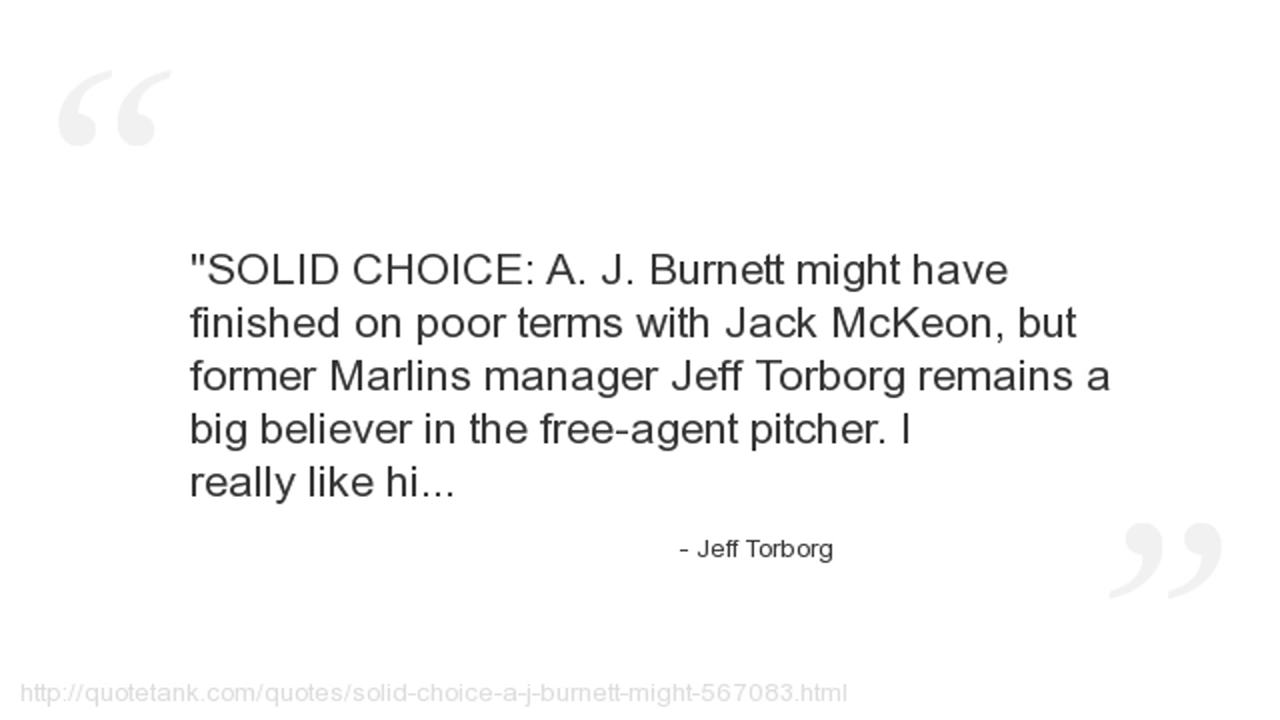 “
"SOLID CHOICE: A. J. Burnett might have
finished on poor terms with Jack McKeon, but
former Marlins manager Jeff Torborg remains a
big believer in the free-agent pitcher. I
really like hi...
- Jeff Torborg
”
http://quotetank.com/quotes/solid-choice-a-j-burnett-might-567083.html